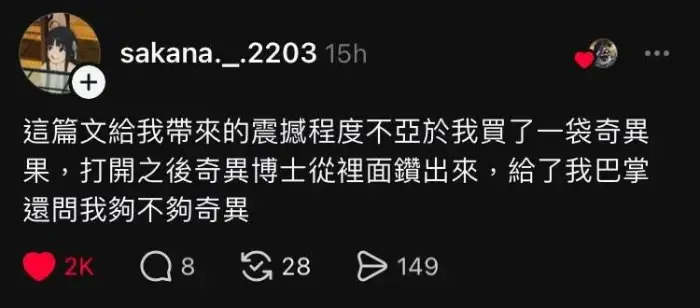 sakana._.2203 15h
這篇文給我帶來的震撼程度不亞於我買了一袋奇異
果，打開之後奇異博士從裡面鑽出來，給了我巴掌
還問我夠不夠奇異
2K 8 28 149